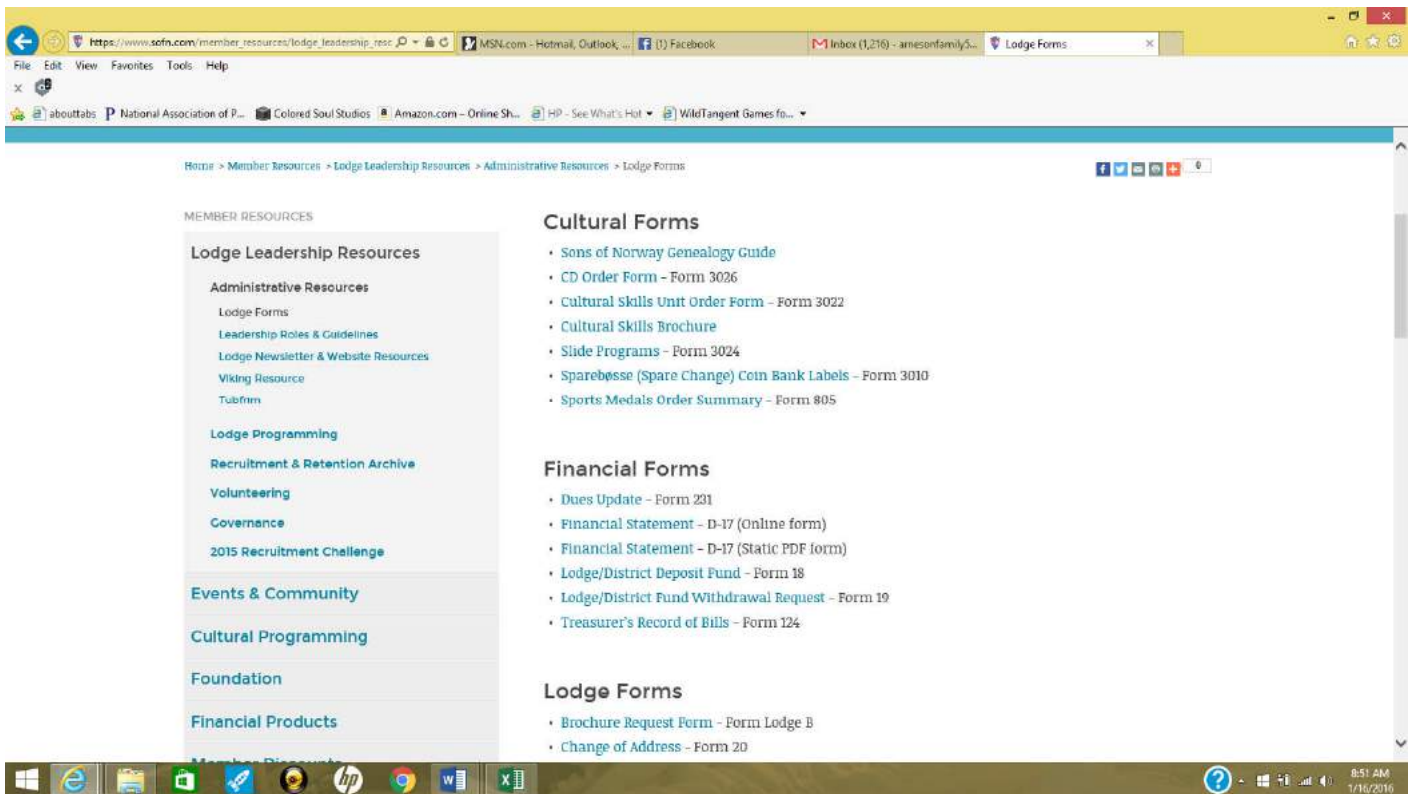 https://www.sofn.com/member_resources/lodge_leadership_resc
MSN.com - Hotmail, Outlook, ...
(1) Facebook
Inbox (1,216) - arnesonfamily5...
Lodge Forms
File Edit View Favorites Tools Help
abouttabs
National Association of P...
Colored Soul Studios
Amazon.com – Online Sh...
HP - See What's Hot
WildTangent Games fo...
Home > Member Resources > Lodge Leadership Resources > Administrative Resources > Lodge Forms
0
MEMBER RESOURCES
Lodge Leadership Resources
Administrative Resources
Lodge Forms
Leadership Roles & Guidelines
Lodge Newsletter & Website Resources
Viking Resource
Tubfrim
Lodge Programming
Recruitment & Retention Archive
Volunteering
Governance
2015 Recruitment Challenge
Events & Community
Cultural Programming
Foundation
Financial Products
Member Discounts
Cultural Forms
• Sons of Norway Genealogy Guide
• CD Order Form – Form 3026
• Cultural Skills Unit Order Form – Form 3022
• Cultural Skills Brochure
• Slide Programs – Form 3024
• Sparebøsse (Spare Change) Coin Bank Labels – Form 3010
• Sports Medals Order Summary – Form 805
Financial Forms
• Dues Update – Form 231
• Financial Statement – D-17 (Online form)
• Financial Statement – D-17 (Static PDF form)
• Lodge/District Deposit Fund – Form 18
• Lodge/District Fund Withdrawal Request – Form 19
• Treasurer's Record of Bills – Form 124
Lodge Forms
• Brochure Request Form – Form Lodge B
• Change of Address – Form 20
8:51 AM
1/16/2016